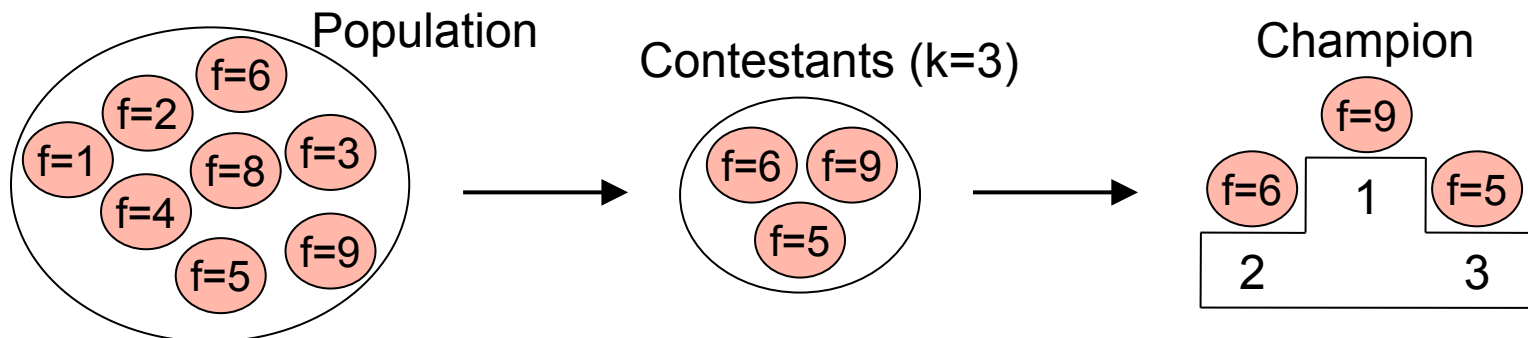 Population
f=6
f=2
f=1
f=8
f=3
f=4
f=5
f=9
Contestants (k=3)
f=6
f=9
f=5
Champion
f=9
f=6
f=5
1
2
3